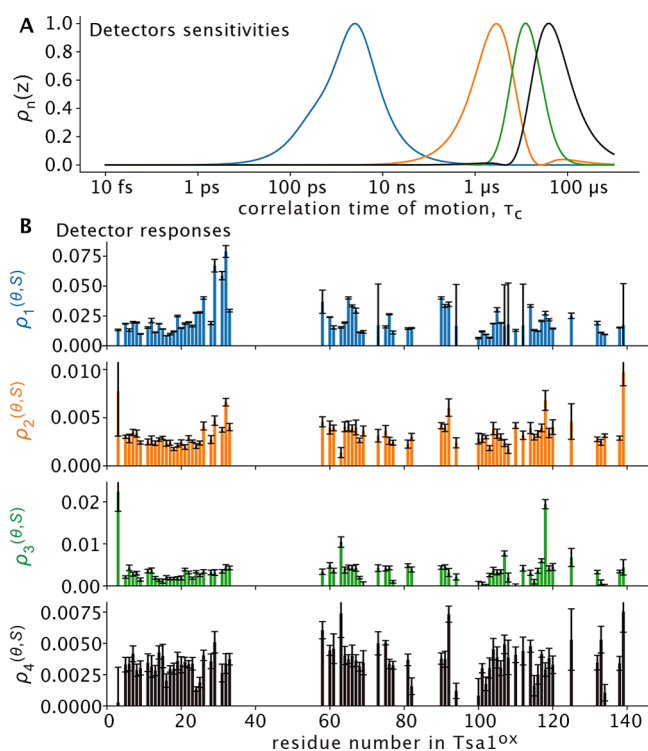 A
Detectors sensitivities
ρn(z)
1.0
0.8
0.6
0.4
0.2
0.0
10 fs 1 ps 100 ps 10 ns 1 μs 100 μs
correlation time of motion, τc
B
Detector responses
ρ1(θ,S)
0.075
0.050
0.025
0.000
ρ2(θ,S)
0.010
0.005
0.000
ρ3(θ,S)
0.02
0.01
0.00
ρ4(θ,S)
0.0075
0.0050
0.0025
0.0000
0 20 40 60 80 100 120 140
residue number in Tsa1ox